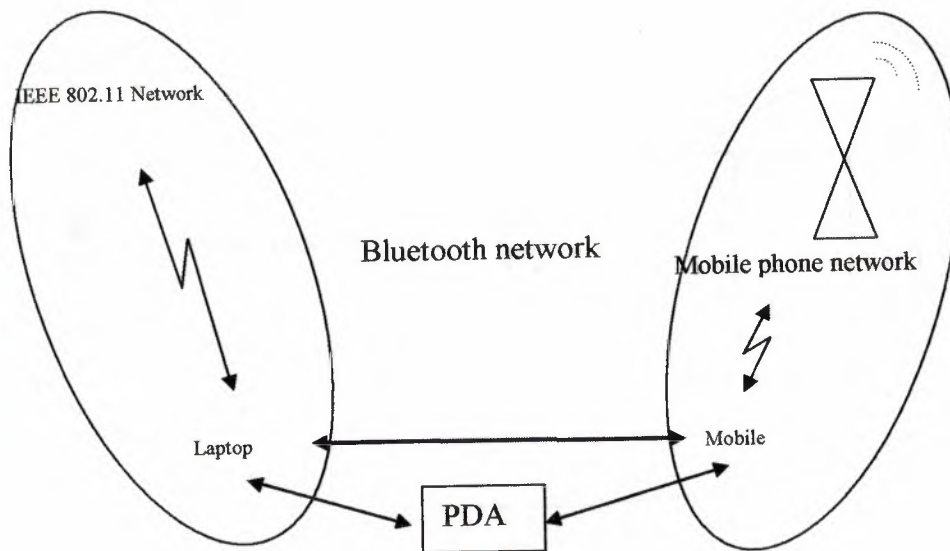 IEEE 802.11 Network
Bluetooth network
Mobile phone network
Laptop
Mobile
PDA